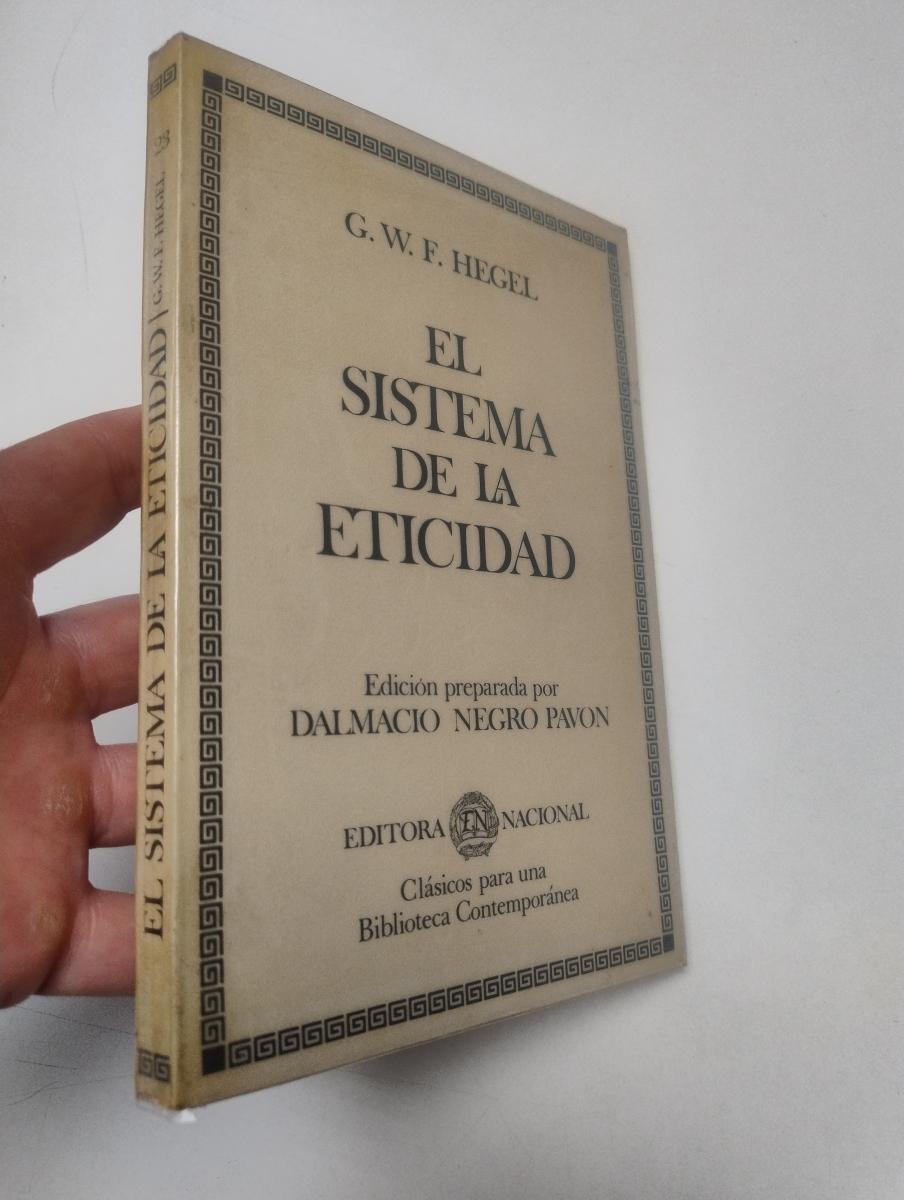 G. W. F. HEGEL
EL
SISTEMA
DE LA
ETICIDAD
Edición preparada por
DALMACIO NEGRO PAVON
EDITORA EN NACIONAL
Clásicos para una
Biblioteca Contemporánea
EL SISTEMA DE LA ETICIDAD / G. W. F. HEGEL